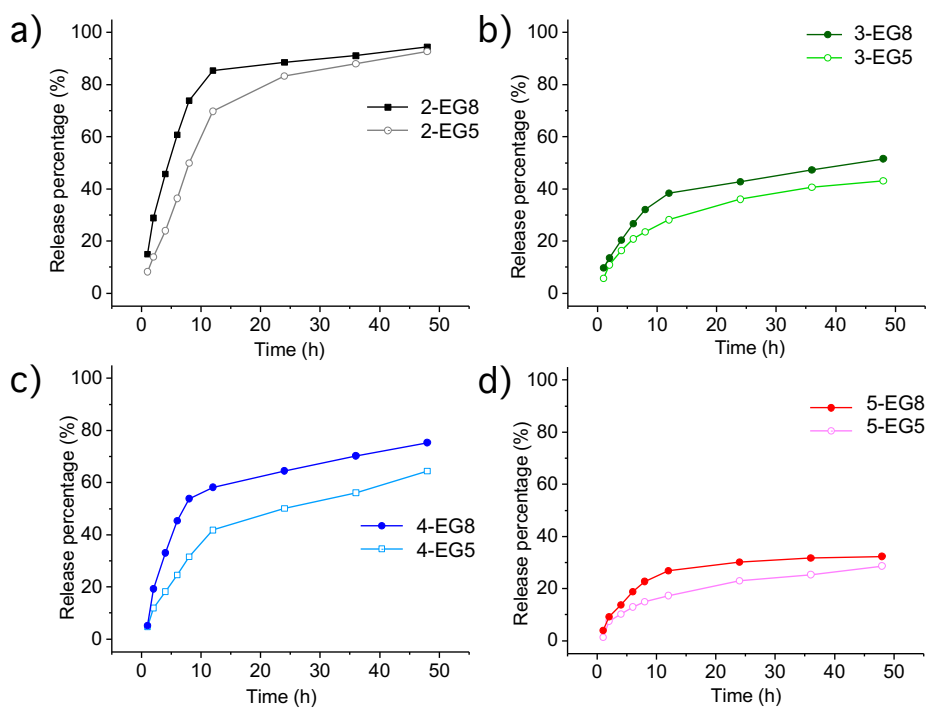 a)
Release percentage (%)
100
80
60
40
20
0
2-EG8
2-EG5
0 10 20 30 40 50
Time (h)
b)
Release percentage (%)
100
80
60
40
20
0
3-EG8
3-EG5
0 10 20 30 40 50
Time (h)
c)
Release percentage (%)
100
80
60
40
20
0
4-EG8
4-EG5
0 10 20 30 40 50
Time (h)
d)
Release percentage (%)
100
80
60
40
20
0
5-EG8
5-EG5
0 10 20 30 40 50
Time (h)